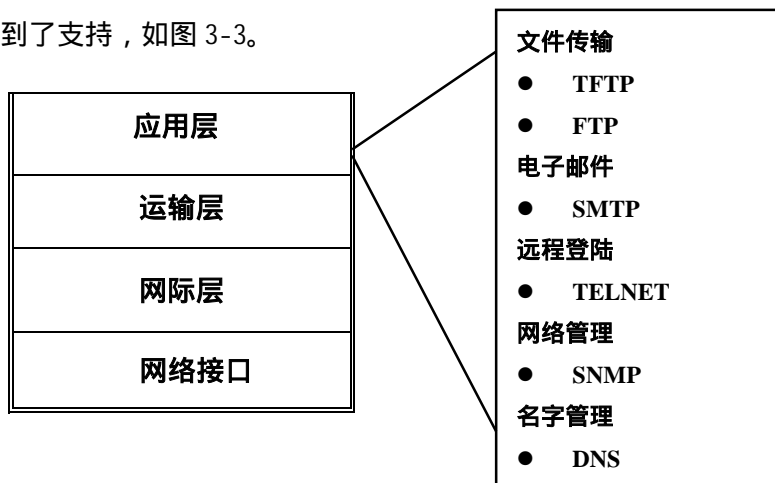 到了支持，如图 3-3。
应用层
运输层
网际层
网络接口
文件传输
● TFTP
● FTP
电子邮件
● SMTP
远程登陆
● TELNET
网络管理
● SNMP
名字管理
● DNS